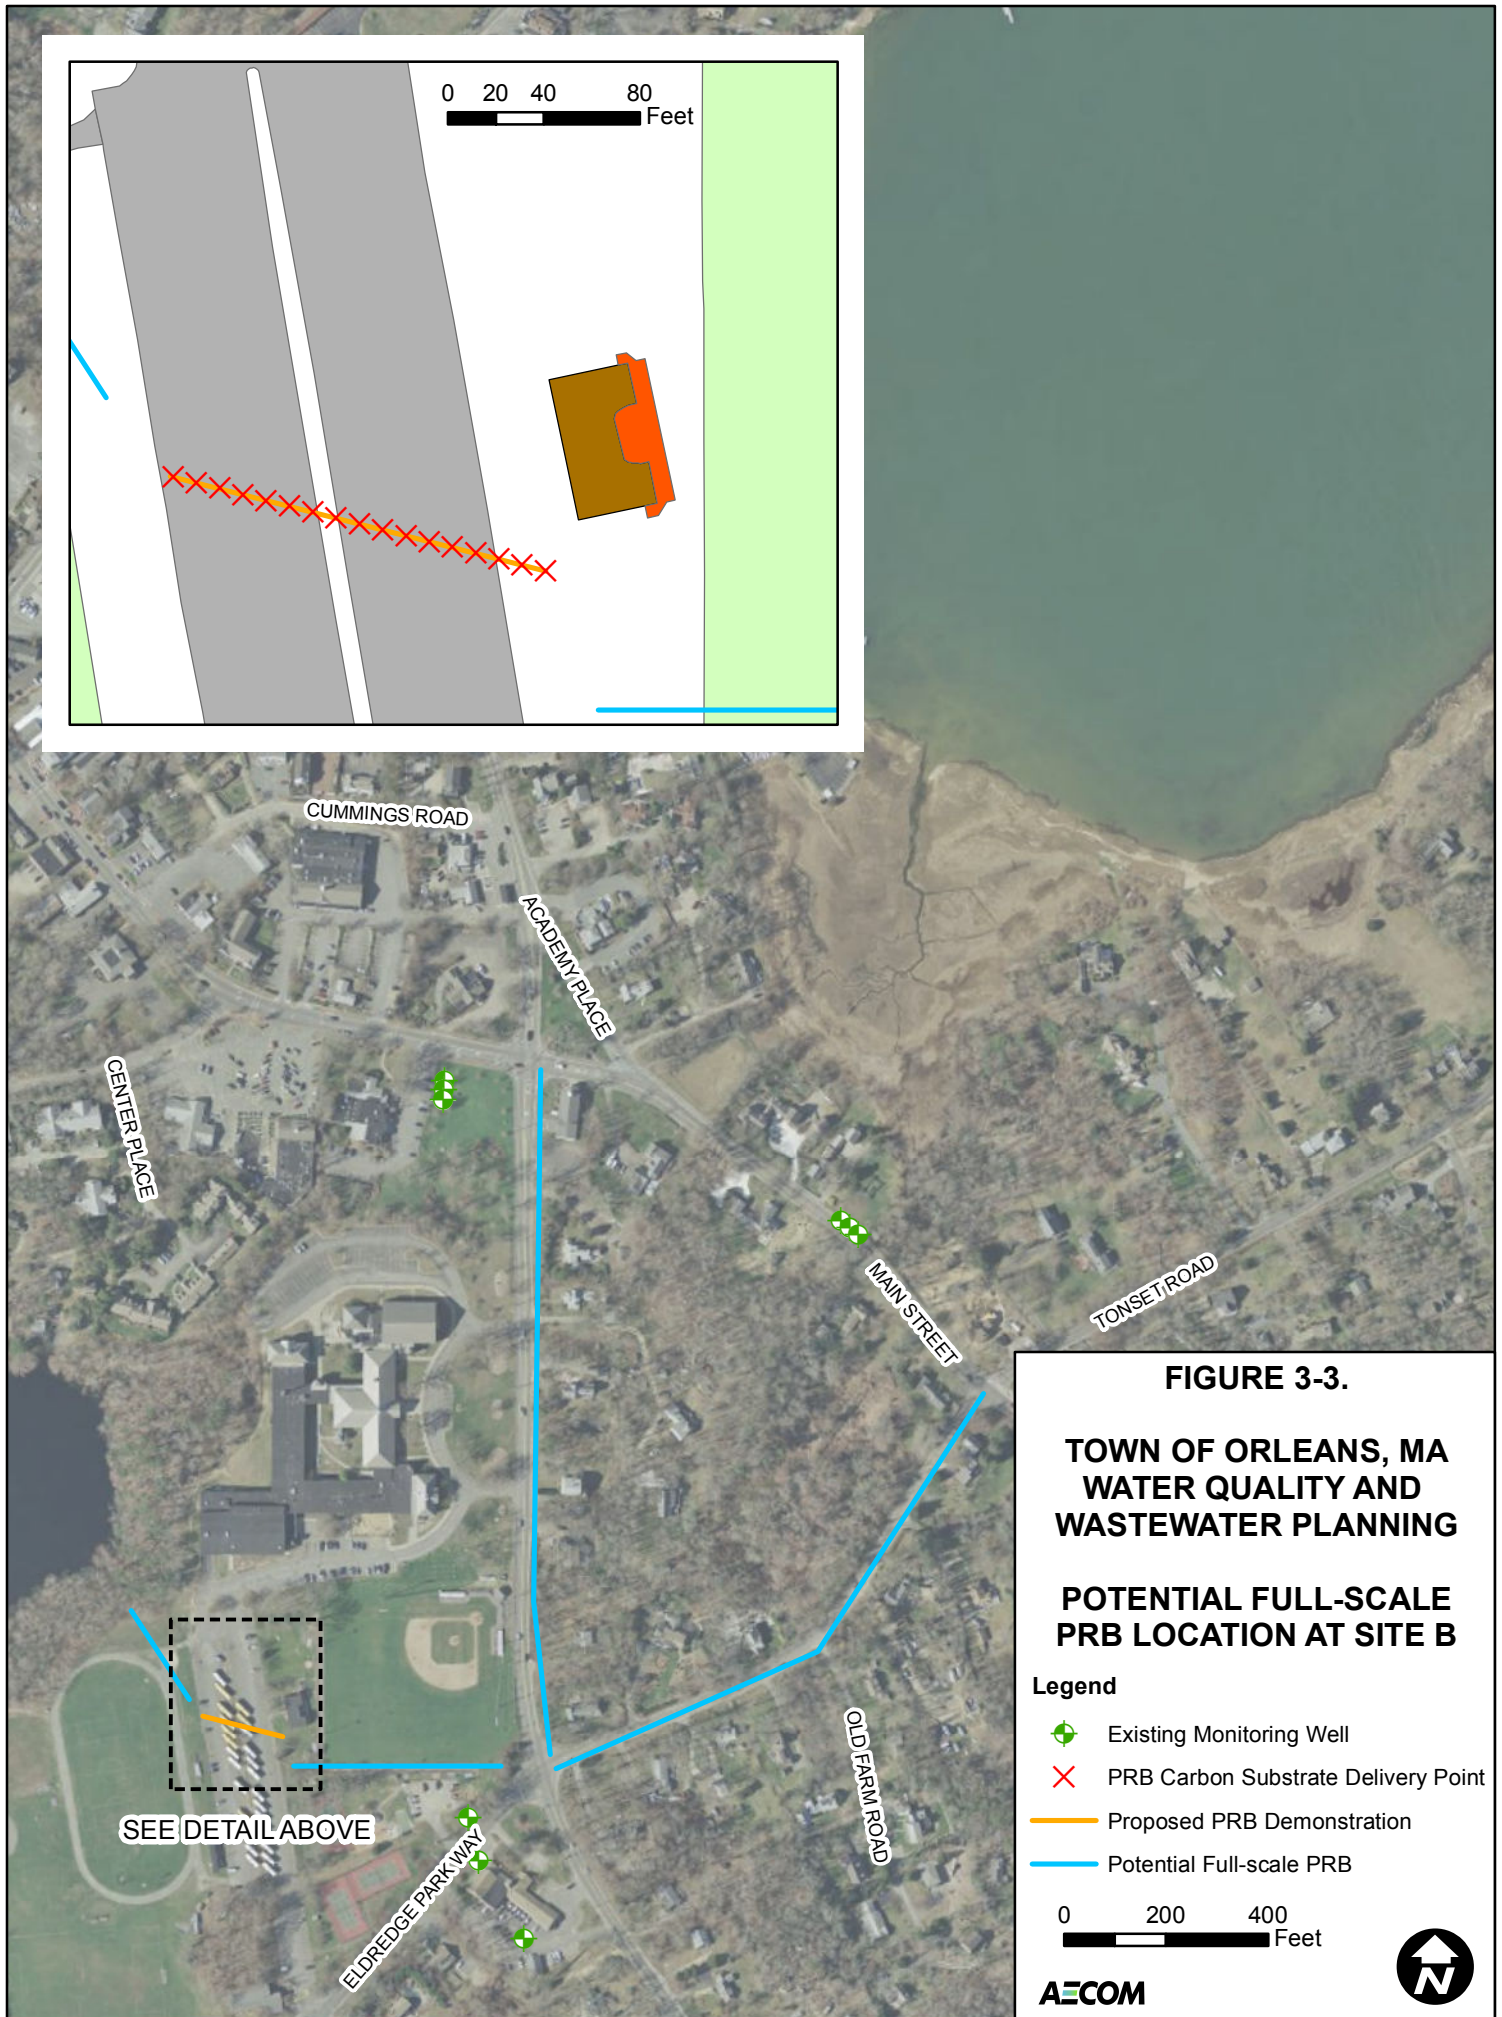 0 20 40 80
Feet
CUMMINGS ROAD
ACADEMY PLACE
CENTER PLACE
MAIN STREET
TONSET ROAD
OLD FARM ROAD
SEE DETAIL ABOVE
ELDREDGE PARK WAY
FIGURE 3-3.
TOWN OF ORLEANS, MA
WATER QUALITY AND
WASTEWATER PLANNING
POTENTIAL FULL-SCALE
PRB LOCATION AT SITE B
Legend
Existing Monitoring Well
PRB Carbon Substrate Delivery Point
Proposed PRB Demonstration
Potential Full-scale PRB
0 200 400
Feet
AECOM
N